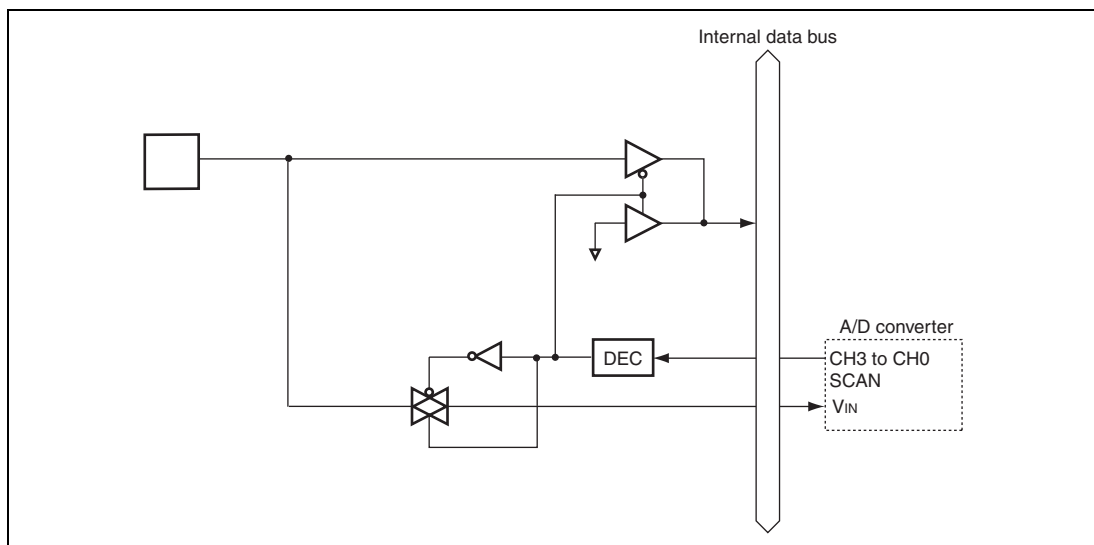 Internal data bus
A/D converter
DEC
CH3 to CH0
SCAN
VIN